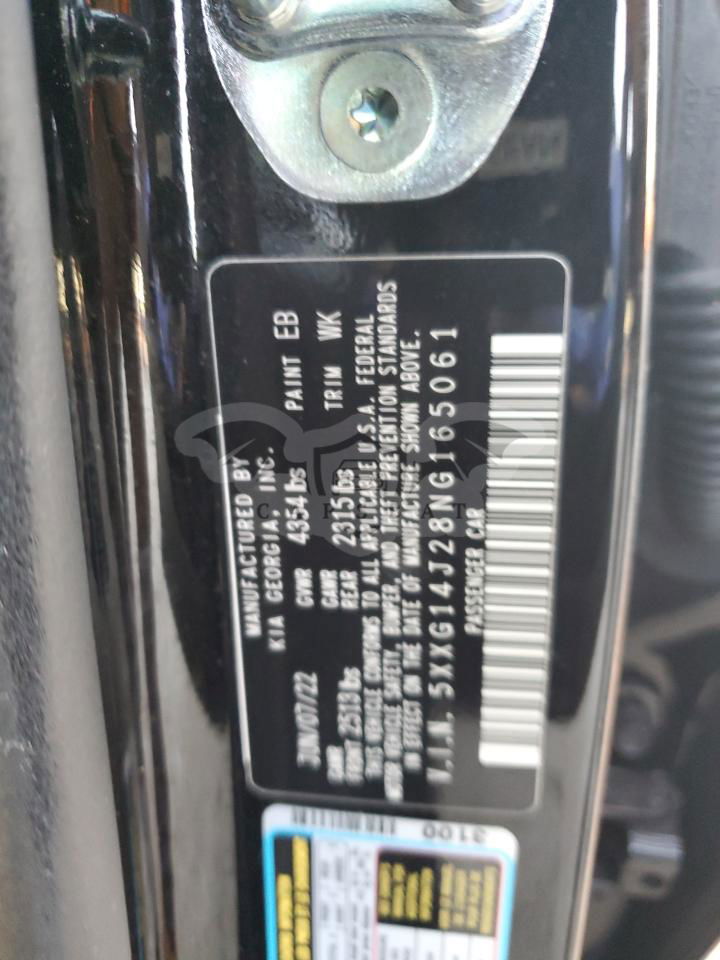 MANUFACTURED BY
KIA GEORGIA, INC.
JUN/07/22 GVWR 4354 lbs PAINT EB
GAWR FRONT 2513 lbs GAWR REAR 2315 lbs TRIM WK
THIS VEHICLE CONFORMS TO ALL APPLICABLE U.S.A. FEDERAL
MOTOR VEHICLE SAFETY, BUMPER, AND THEFT PREVENTION STANDARDS
IN EFFECT ON THE DATE OF MANUFACTURE SHOWN ABOVE.
V.I.N. 5XXG14J28NG165061
PASSENGER CAR
3100